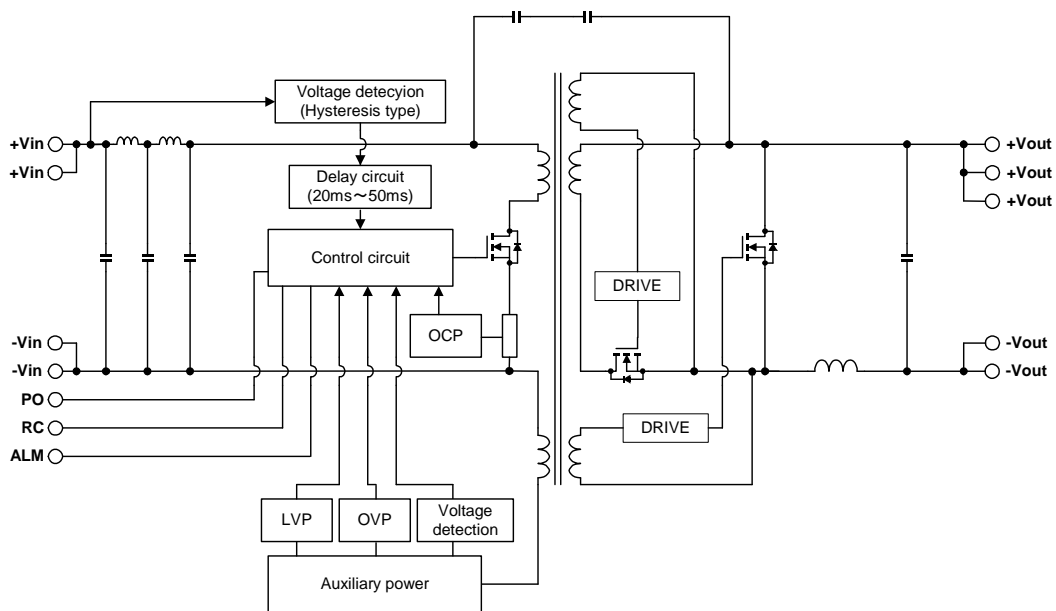 Voltage detecyion
(Hysteresis type)
+Vin
+Vin
Delay circuit
(20ms～50ms)
Control circuit
OCP
DRIVE
+Vout
+Vout
+Vout
-Vin
-Vin
PO
RC
ALM
-Vout
-Vout
DRIVE
LVP
OVP
Voltage
detection
Auxiliary power